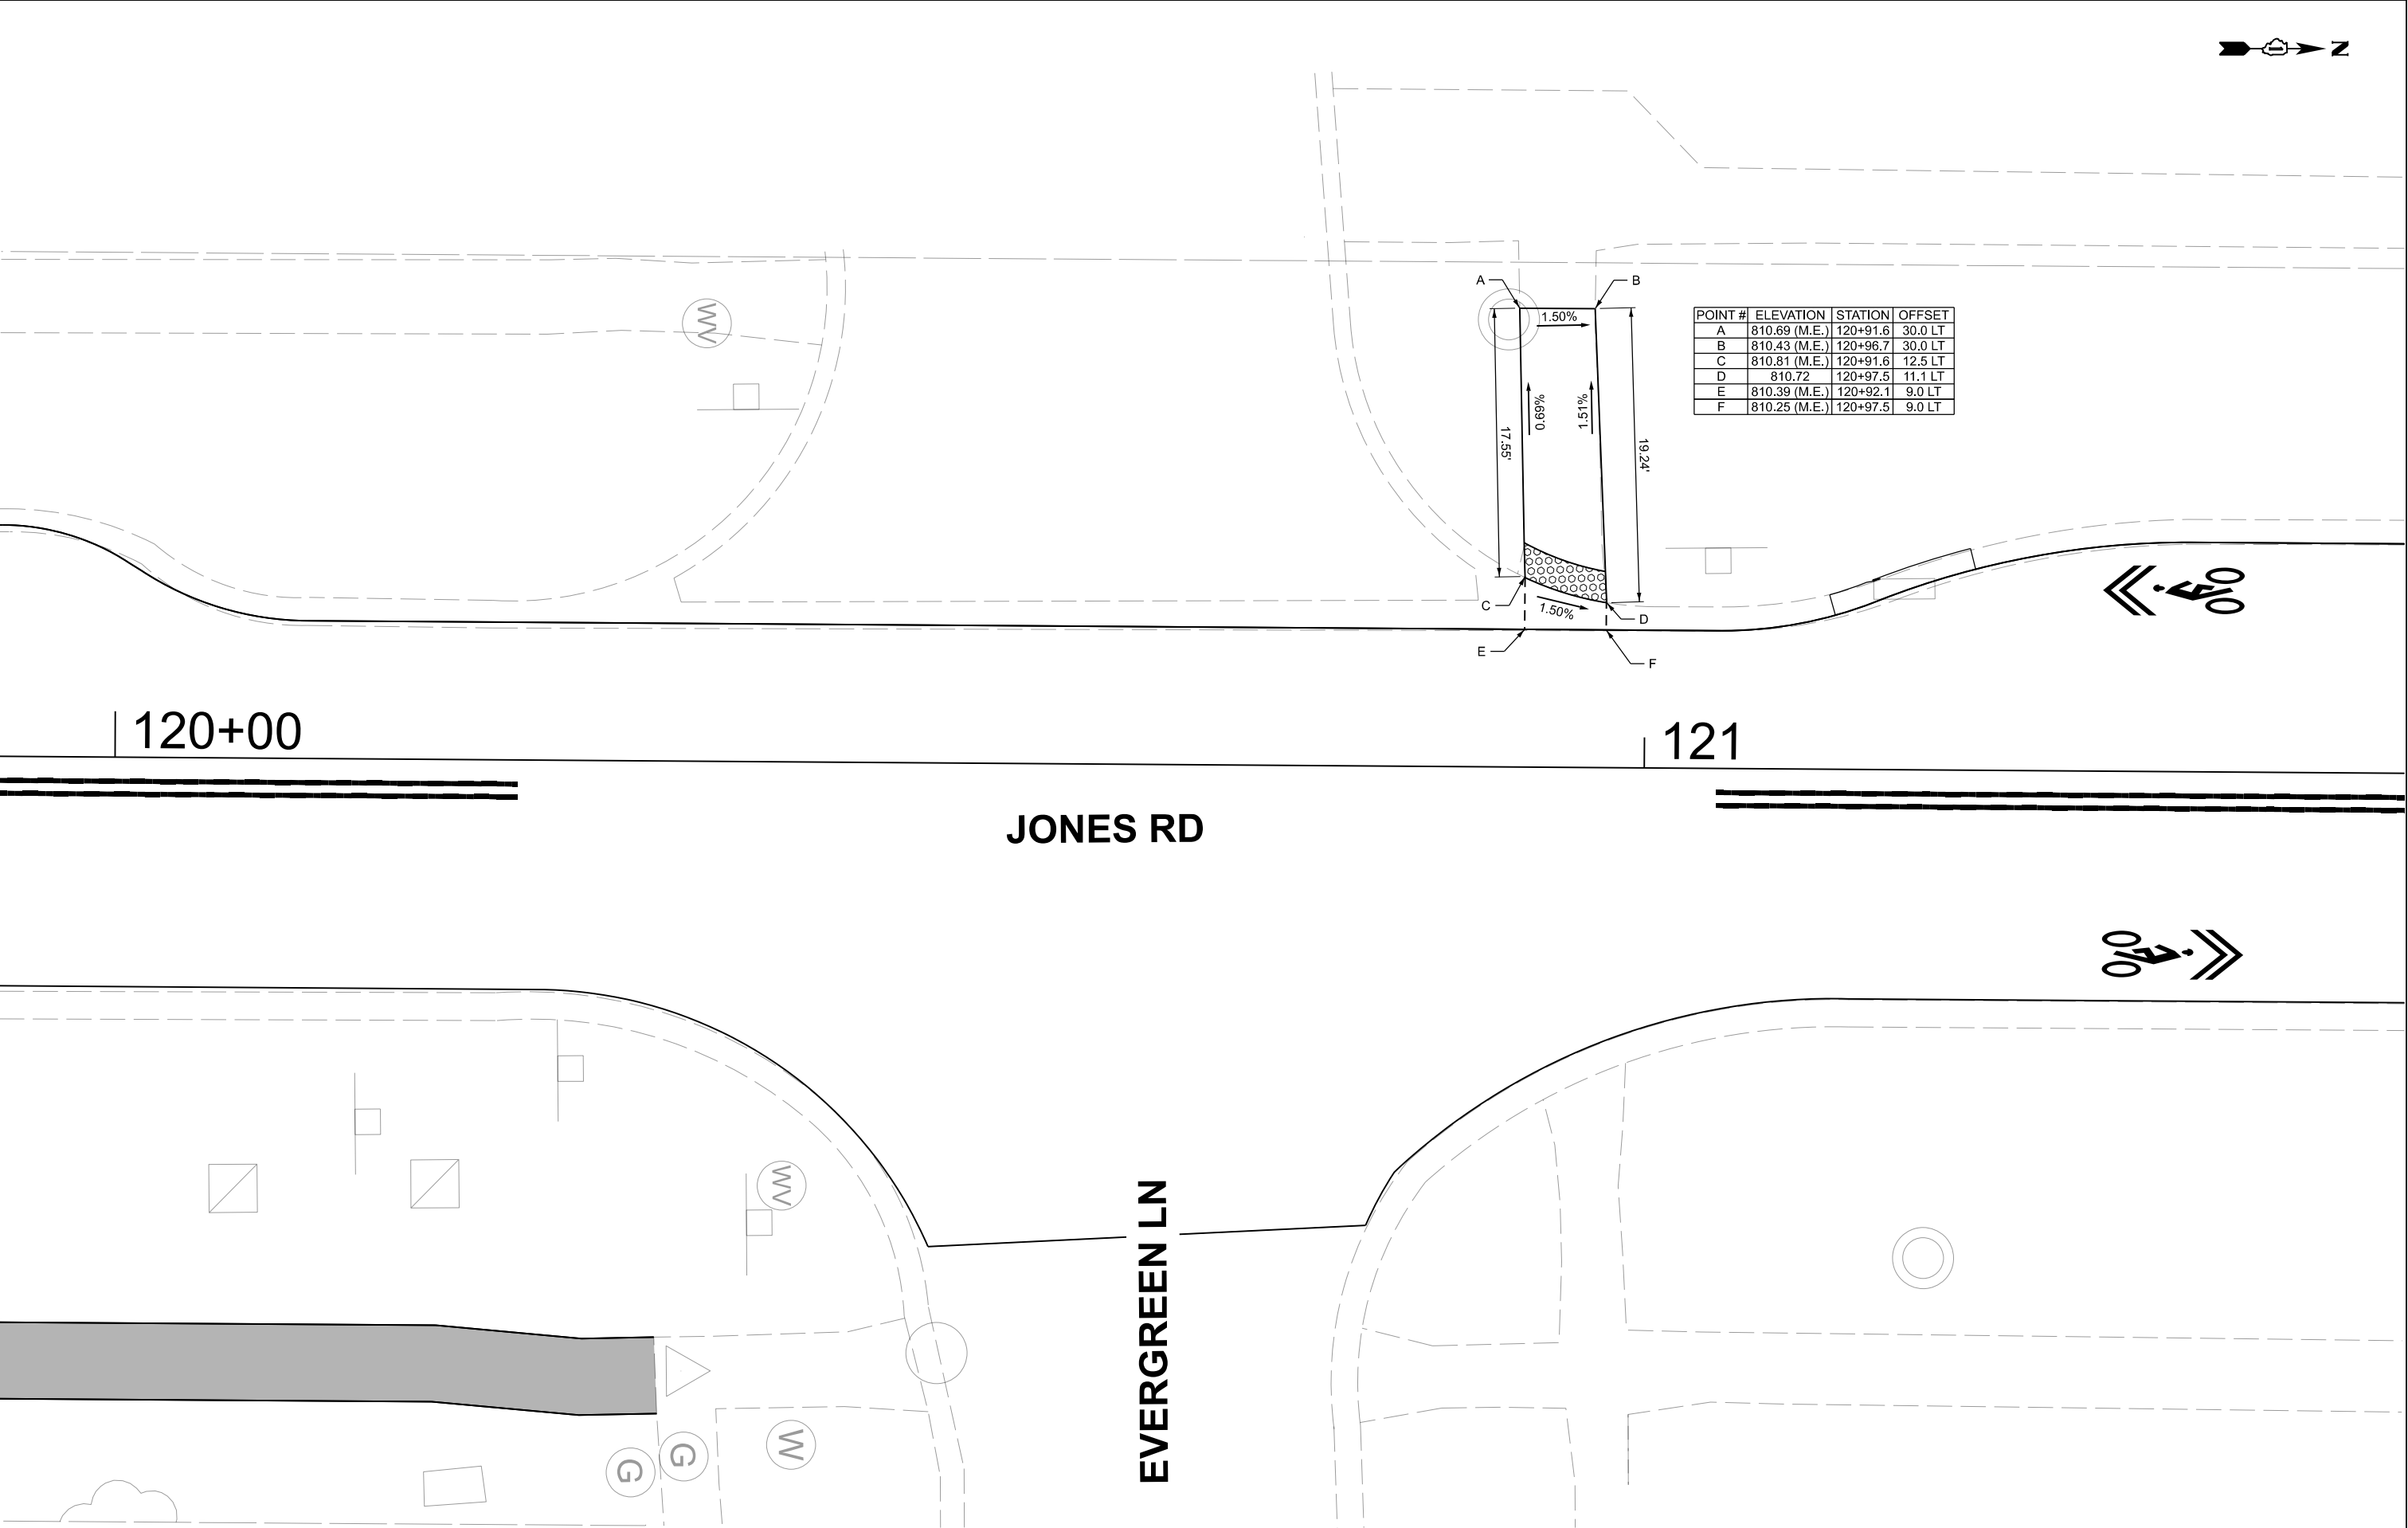 N
A
B
1.50%
POINT # ELEVATION STATION OFFSET
A 810.69 (M.E.) 120+91.6 30.0 LT
B 810.43 (M.E.) 120+96.7 30.0 LT
C 810.81 (M.E.) 120+91.6 12.5 LT
D 810.72 120+97.5 11.1 LT
E 810.39 (M.E.) 120+92.1 9.0 LT
F 810.25 (M.E.) 120+97.5 9.0 LT
WV
0.69%
1.51%
17.55'
19.24'
C
1.50%
D
E
F
120+00
121
JONES RD
WV
EVERGREEN LN
W
G
G